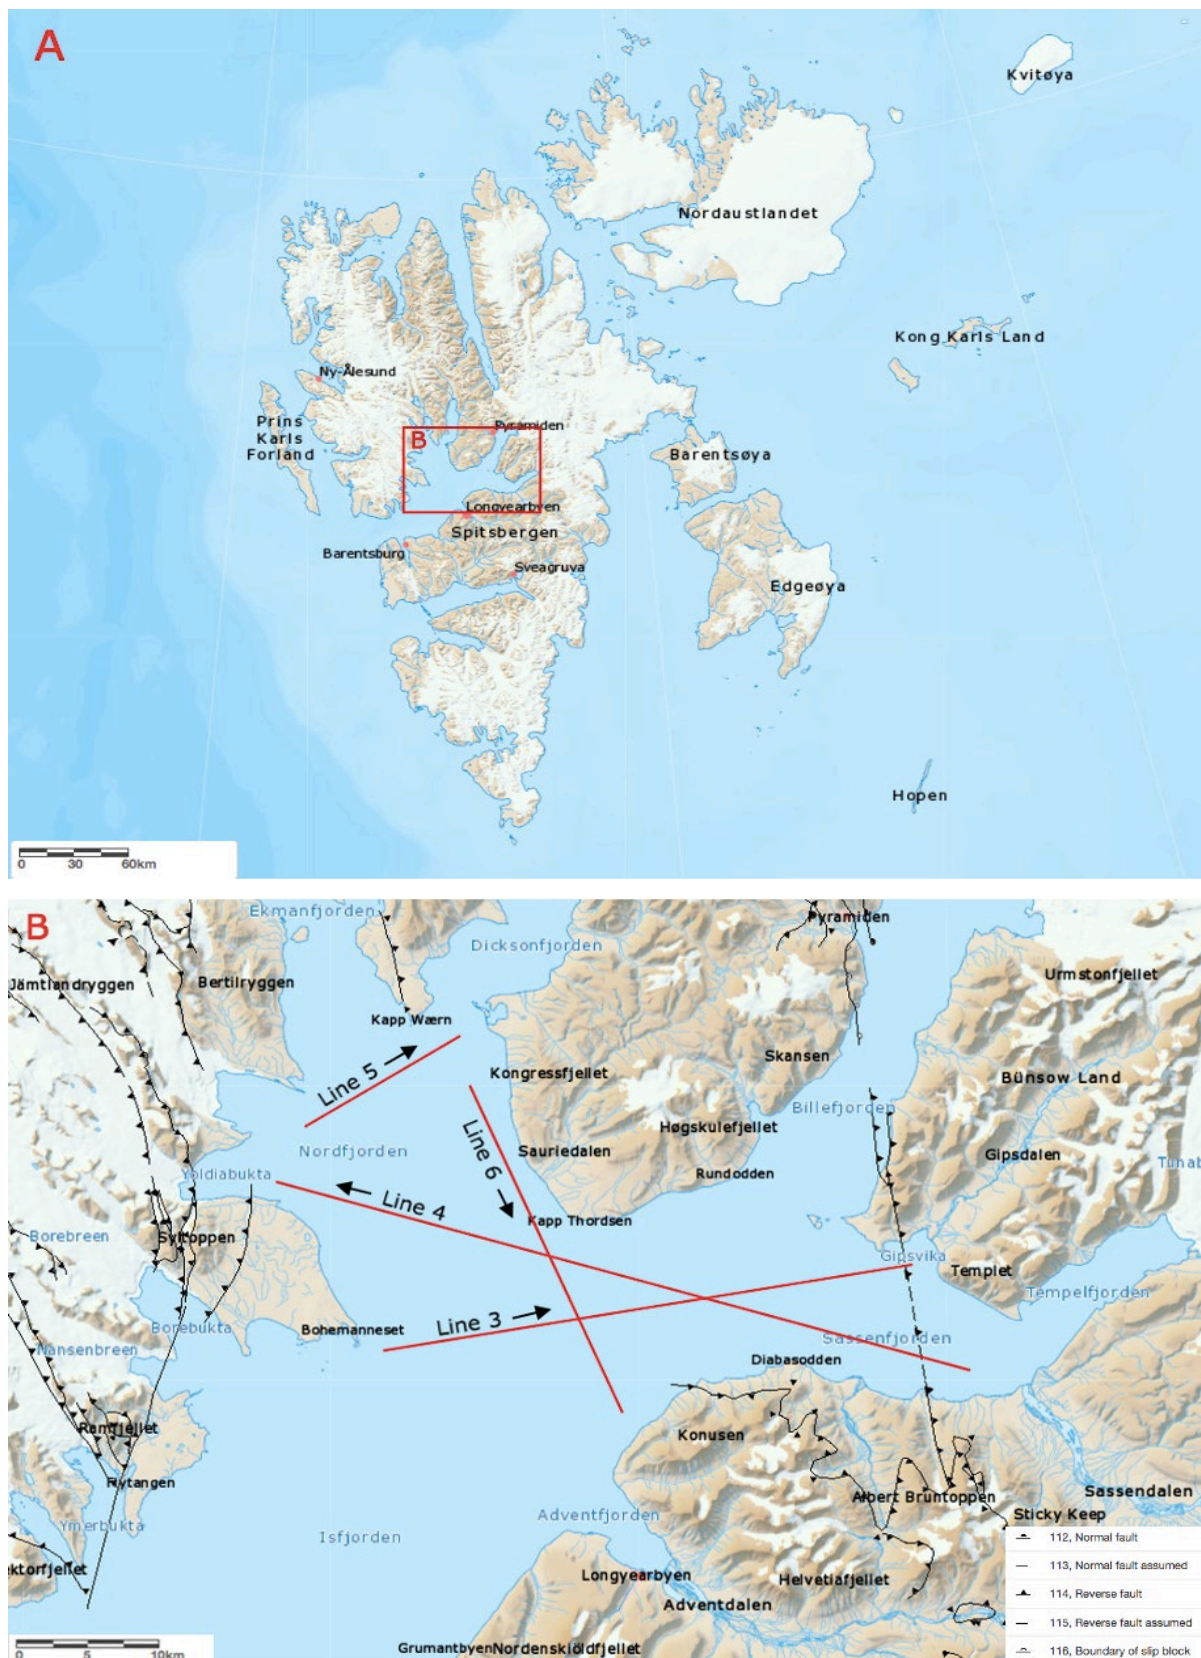 A
Kvitøya
Nordaustlandet
Kong Karls Land
Ny-Ålesund
Prins
Karls
Forland
B
Pyramiden
Barentsøya
Longyearbyen
Spitsbergen
Barentsburg
Sveagruva
Edgeøya
Hopen
0 30 60km
B
Ekmanfjorden
Dicksonfjorden
Pyramiden
Jämtlandryggen
Bertilryggen
Urmstonfjellet
Kapp Wærn
Skansen
Line 5
Kongressfjellet
Bünsow Land
Billefjorden
Høgskulefjellet
Nordfjorden
Line 6
Sauriedalen
Gipsdalen
Yoldiabukta
Rundodden
Line 4
Kapp Thordsen
Borebreen
Syltoppen
Gipsvika
Templet
Tempelfjorden
Borebukta
Bohemanneset
Line 3
Sassenfjorden
Nansenbreen
Diabasodden
Ramfjellet
Konusen
Rytangen
Albert Bruntoppen
Sassendalen
Sticky Keep
Ymerbukta
Isfjorden
Adventfjorden
ektorfjellet
Longyearbyen
Helvetiafjellet
Adventdalen
Grumantbyen
Nordenskiöldfjellet
0 5 10km
112, Normal fault
113, Normal fault assumed
114, Reverse fault
115, Reverse fault assumed
116, Boundary of slip block